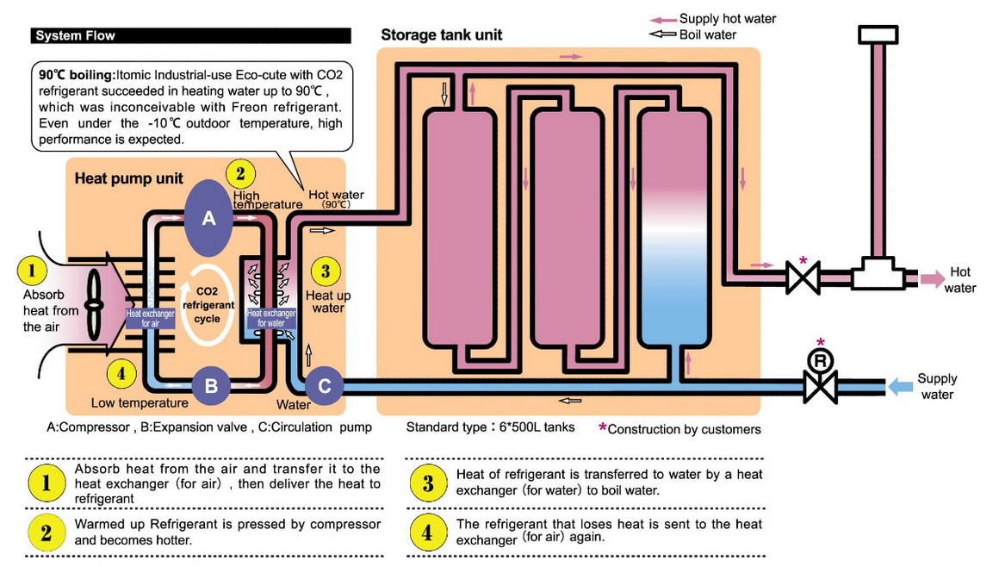 System Flow
Storage tank unit
Supply hot water
Boil water
90℃ boiling:Itomic Industrial-use Eco-cute with CO2
refrigerant succeeded in heating water up to 90℃ ,
which was inconceivable with Freon refrigerant.
Even under the -10℃ outdoor temperature, high
performance is expected.
Heat pump unit
2
High
temperature
Hot water
(90℃)
A
1
Absorb
heat from
the air
CO2
refrigerant
cycle
Heat exchanger
for air
Heat exchanger
for water
3
Heat up
water
*
Hot
water
4
Low temperature
B
Water
C
*
R
Supply
water
A:Compressor , B:Expansion valve , C:Circulation pump
Standard type : 6*500L tanks
*Construction by customers
1
Absorb heat from the air and transfer it to the
heat exchanger (for air) , then deliver the heat to
refrigerant
2
Warmed up Refrigerant is pressed by compressor
and becomes hotter.
3
Heat of refrigerant is transferred to water by a heat
exchanger (for water) to boil water.
4
The refrigerant that loses heat is sent to the heat
exchanger (for air) again.